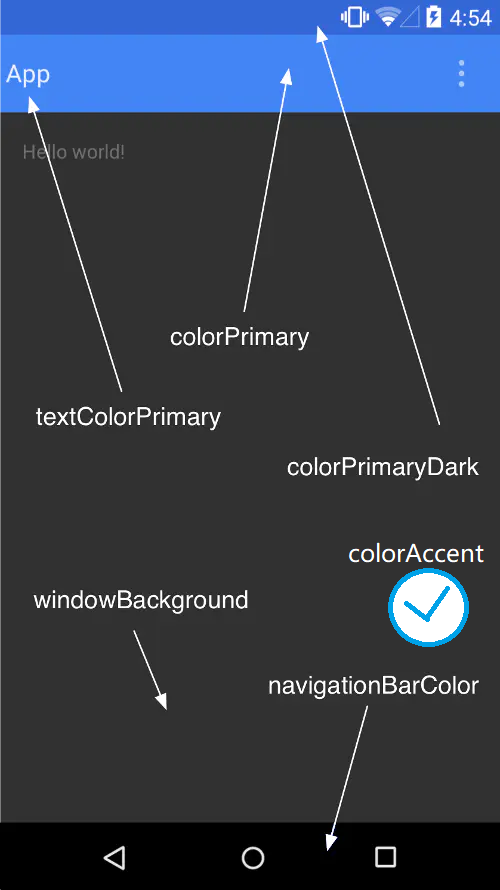 4:54
App
Hello world!
colorPrimary
textColorPrimary
colorPrimaryDark
colorAccent
windowBackground
navigationBarColor